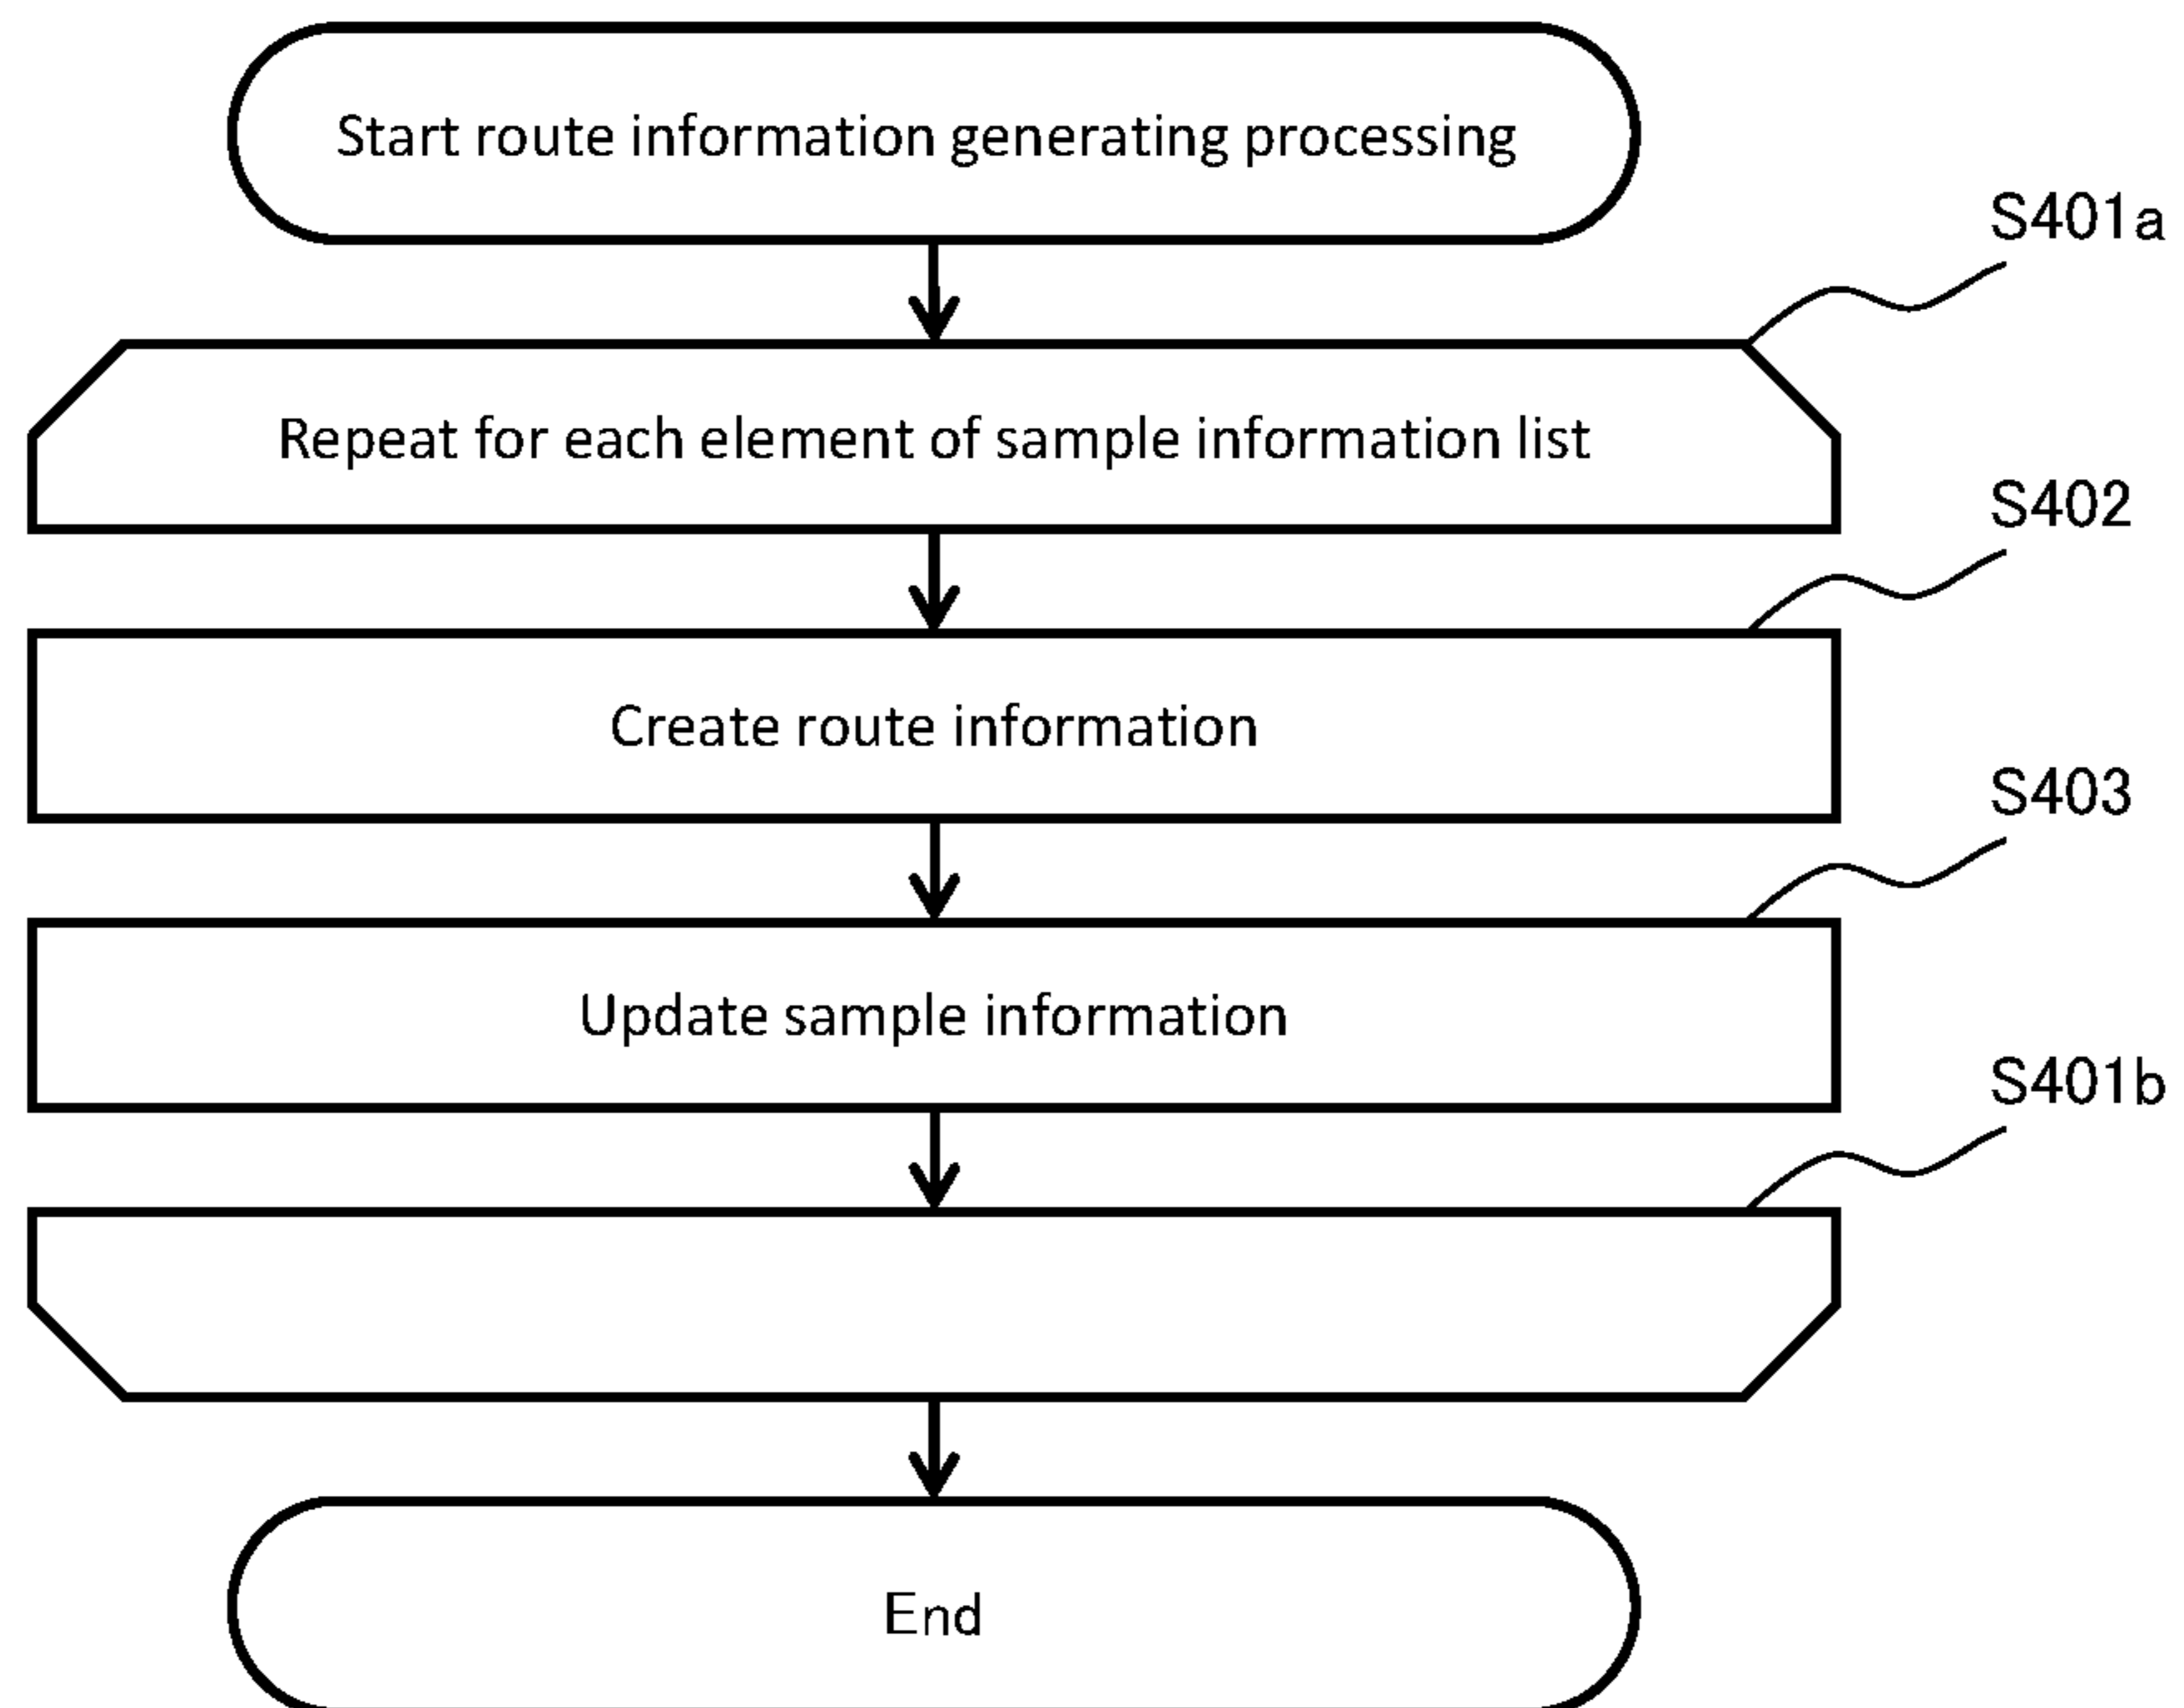 Start route information generating processing
S401a
Repeat for each element of sample information list
S402
Create route information
S403
Update sample information
S401b
End